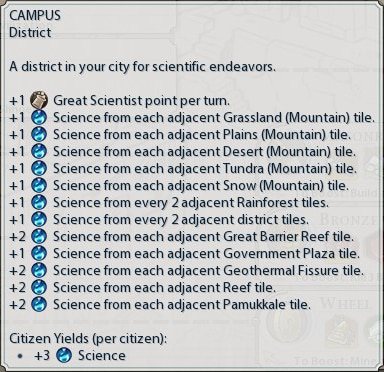 CAMPUS
District
A district in your city for scientific endeavors.
+1 Great Scientist point per turn.
+1 Science from each adjacent Grassland (Mountain) tile.
+1 Science from each adjacent Plains (Mountain) tile.
+1 Science from each adjacent Desert (Mountain) tile.
+1 Science from each adjacent Tundra (Mountain) tile.
+1 Science from each adjacent Snow (Mountain) tile.
+1 Science from every 2 adjacent Rainforest tiles.
+1 Science from every 2 adjacent district tiles.
+2 Science from each adjacent Great Barrier Reef tile.
+1 Science from each adjacent Government Plaza tile.
+2 Science from each adjacent Geothermal Fissure tile.
+2 Science from each adjacent Reef tile.
+2 Science from each adjacent Pamukkale tile.
Citizen Yields (per citizen):
• +3 Science
BRONZE
WHEEL